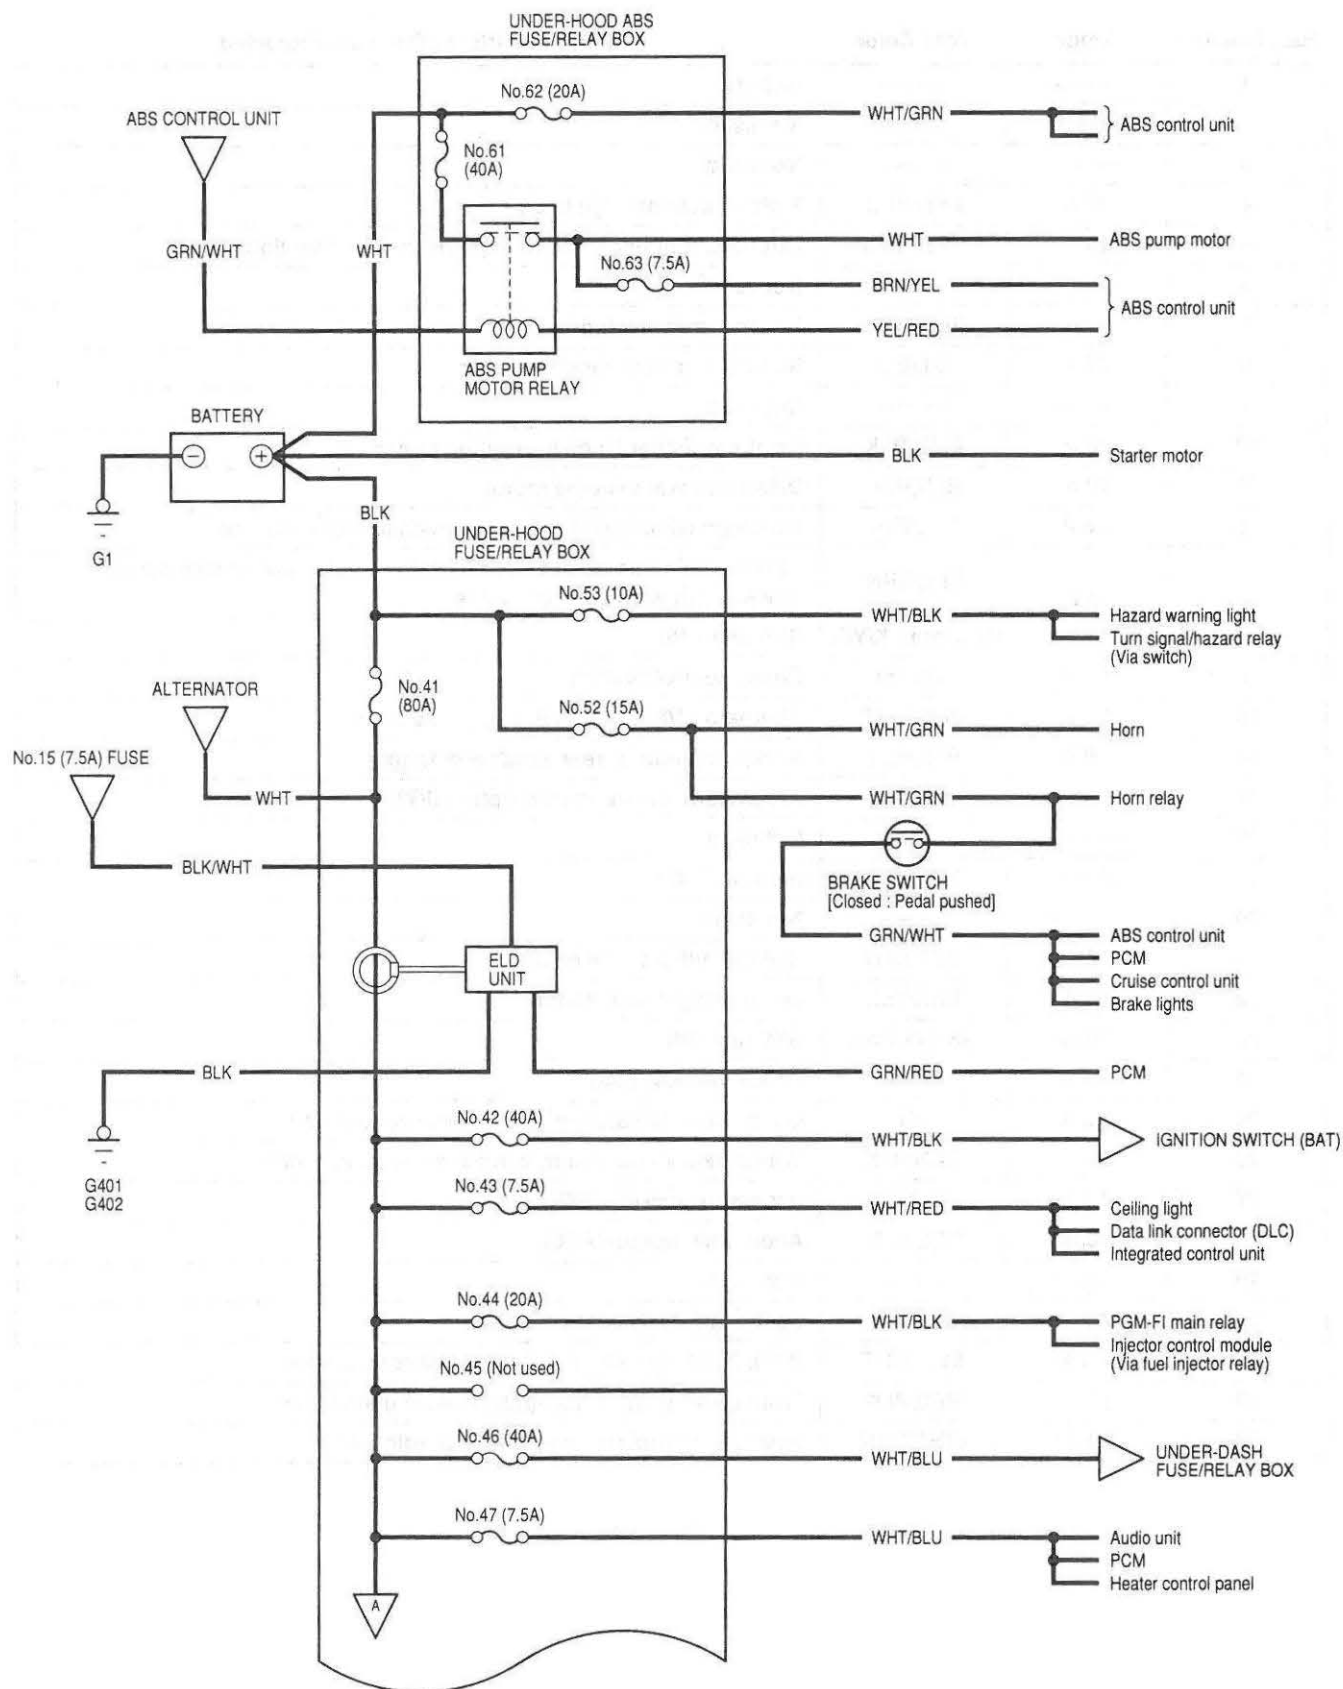 UNDER-HOOD ABS
FUSE/RELAY BOX
No.62 (20A)
WHT/GRN
ABS control unit
ABS CONTROL UNIT
No.61
(40A)
GRN/WHT
WHT
WHT
ABS pump motor
No.63 (7.5A)
BRN/YEL
ABS control unit
YEL/RED
ABS PUMP
MOTOR RELAY
BATTERY
BLK
Starter motor
BLK
G1
UNDER-HOOD
FUSE/RELAY BOX
No.53 (10A)
WHT/BLK
Hazard warning light
Turn signal/hazard relay
(Via switch)
ALTERNATOR
No.41
(80A)
No.52 (15A)
WHT/GRN
Horn
No.15 (7.5A) FUSE
WHT
WHT/GRN
Horn relay
BLK/WHT
BRAKE SWITCH
[Closed : Pedal pushed]
GRN/WHT
ABS control unit
PCM
Cruise control unit
Brake lights
ELD
UNIT
BLK
GRN/RED
PCM
No.42 (40A)
WHT/BLK
IGNITION SWITCH (BAT)
G401
G402
No.43 (7.5A)
WHT/RED
Ceiling light
Data link connector (DLC)
Integrated control unit
No.44 (20A)
WHT/BLK
PGM-FI main relay
Injector control module
(Via fuel injector relay)
No.45 (Not used)
No.46 (40A)
WHT/BLU
UNDER-DASH
FUSE/RELAY BOX
No.47 (7.5A)
WHT/BLU
Audio unit
PCM
Heater control panel
A